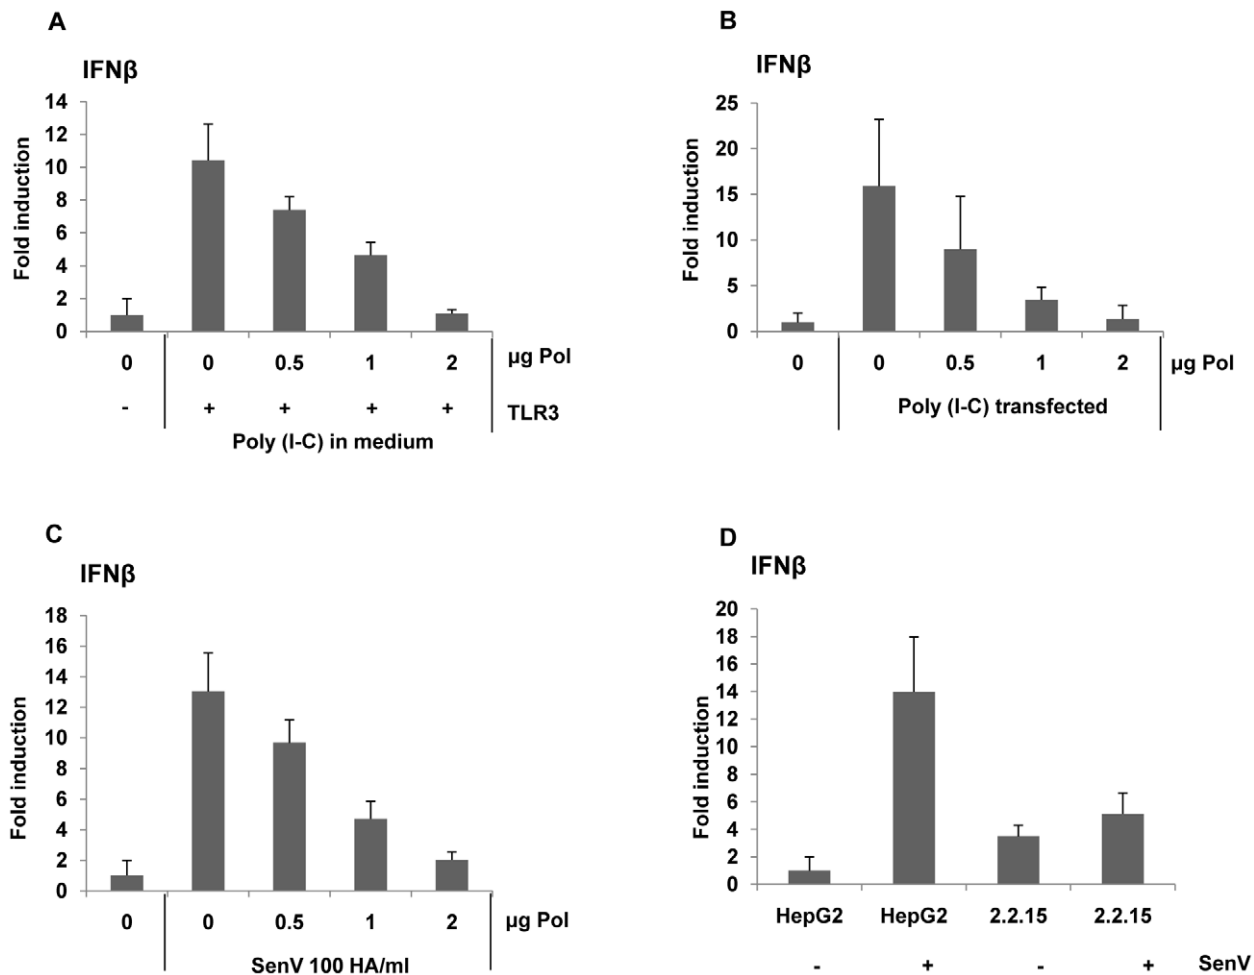 A
IFNβ
Fold induction
14
12
10
8
6
4
2
0
0 0 0.5 1 2 µg Pol
- + + + + TLR3
Poly (I-C) in medium
B
IFNβ
Fold induction
25
20
15
10
5
0
0 0 0.5 1 2 µg Pol
Poly (I-C) transfected
C
IFNβ
Fold induction
18
16
14
12
10
8
6
4
2
0
0 0 0.5 1 2 µg Pol
SenV 100 HA/ml
D
IFNβ
Fold induction
20
18
16
14
12
10
8
6
4
2
0
HepG2 HepG2 2.2.15 2.2.15
- + - + SenV